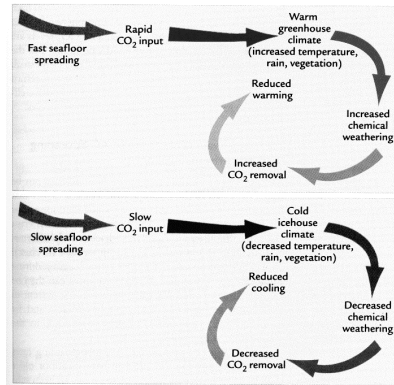 Fast seafloor
spreading
Rapid
CO2 input
Warm
greenhouse
climate
(increased temperature,
rain, vegetation)
Reduced
warming
Increased
chemical
weathering
Increased
CO2 removal
Slow seafloor
spreading
Slow
CO2 input
Cold
icehouse
climate
(decreased temperature,
rain, vegetation)
Reduced
cooling
Decreased
chemical
weathering
Decreased
CO2 removal